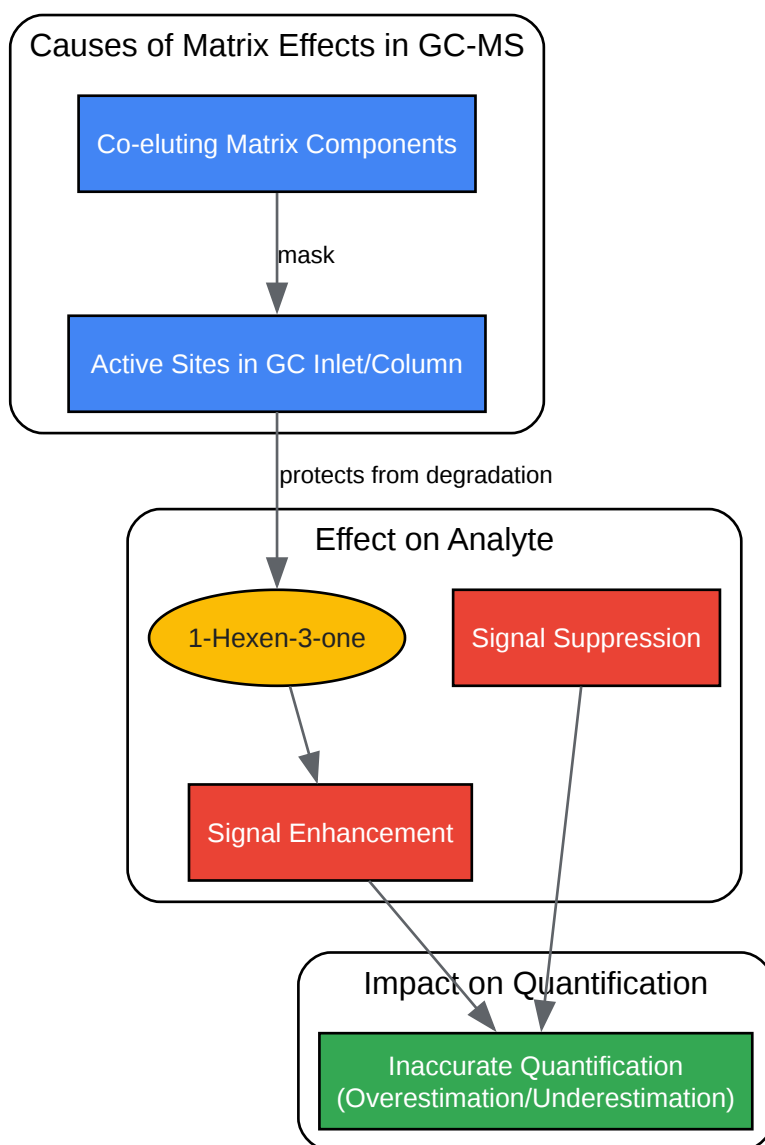 Causes of Matrix Effects in GC-MS
Co-eluting Matrix Components
mask
Active Sites in GC Inlet/Column
protects from degradation
Effect on Analyte
1-Hexen-3-one
Signal Suppression
Signal Enhancement
Impact on Quantification
Inaccurate Quantification
(Overestimation/Underestimation)